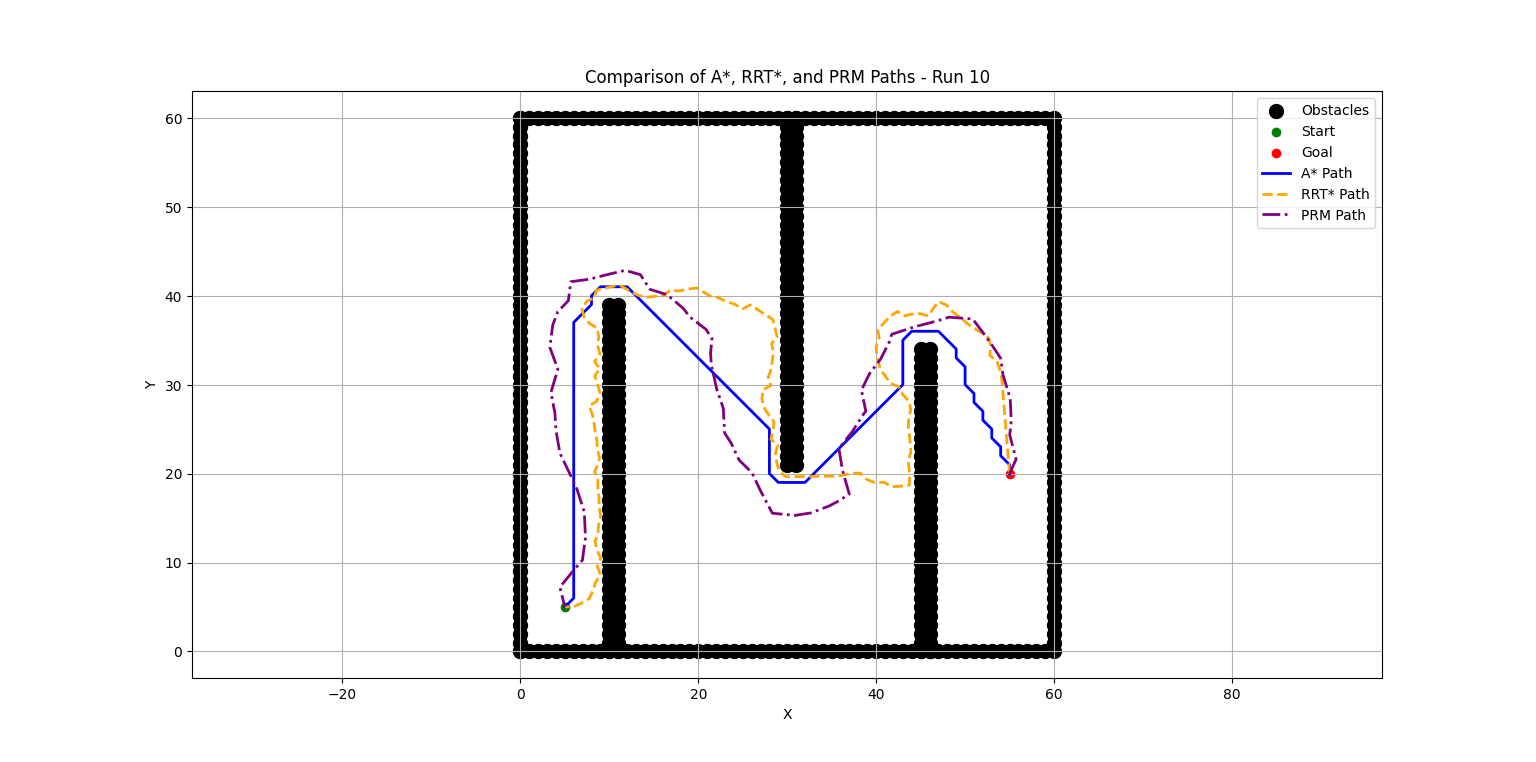 Comparison of A*, RRT*, and PRM Paths - Run 10
Obstacles
Start
Goal
A* Path
RRT* Path
PRM Path
60
50
40
30
20
10
0
Y
−20
0
20
40
60
80
X